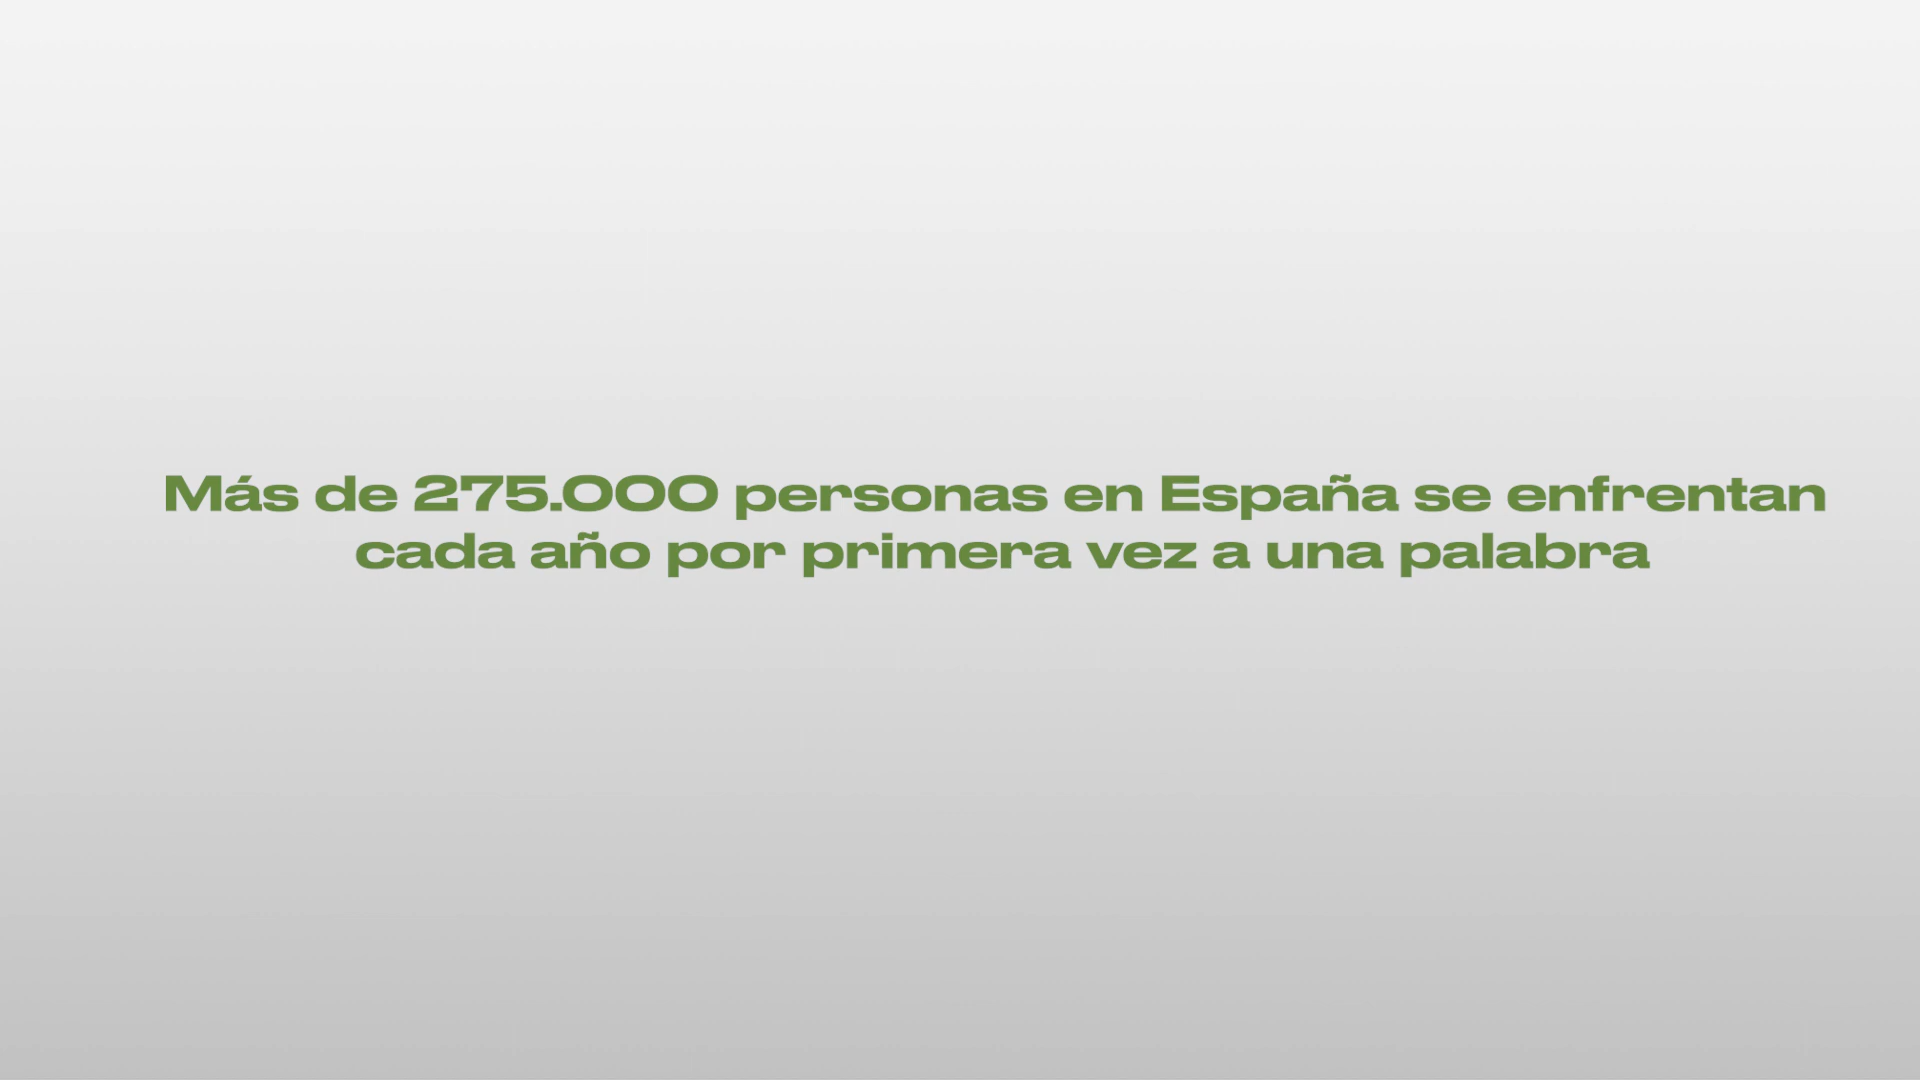 Más de 275.000 personas en España se enfrentan
cada año por primera vez a una palabra